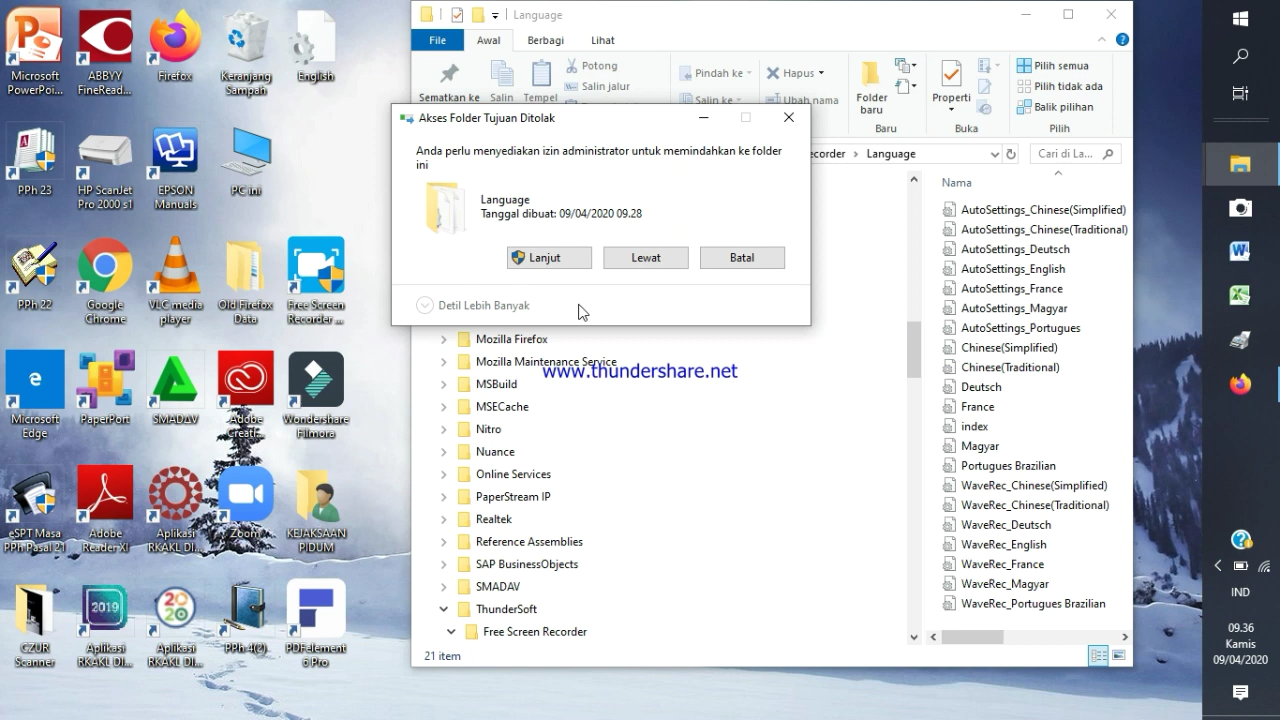 Microsoft PowerPoi...
ABBYY FineRead...
Firefox
Keranjang Sampah
English
PPh 23
HP ScanJet Pro 2000 s1
EPSON Manuals
PC ini
PPh 22
Google Chrome
VLC media player
Old Firefox Data
Free Screen Recorder ...
Microsoft Edge
PaperPort
SMADAV
Adobe Creati...
Wondershare Filmora
eSPT Masa PPh Pasal 21
Adobe Reader XI
Aplikasi RKAKL DI...
Zoom
KEJAKSAAN PIDUM
CZUR Scanner
2019
Aplikasi RKAKL DI...
2020
Aplikasi RKAKL DI...
PPh 4(2)
PDFelement 6 Pro
Language
File
Awal
Berbagi
Lihat
Sematkan ke
Salin
Tempel
Potong
Salin jalur
Pindah ke
Salin ke
Hapus
Ubah nama
Folder baru
Baru
Properti
Buka
Pilih semua
Pilih tidak ada
Balik pilihan
Pilih
ecorder › Language
Cari di La...
Akses Folder Tujuan Ditolak
Anda perlu menyediakan izin administrator untuk memindahkan ke folder
ini
Language
Tanggal dibuat: 09/04/2020 09.28
Lanjut
Lewat
Batal
Detil Lebih Banyak
Mozilla Firefox
Mozilla Maintenance Service
www.thundershare.net
MSBuild
MSECache
Nitro
Nuance
Online Services
PaperStream IP
Realtek
Reference Assemblies
SAP BusinessObjects
SMADAV
ThunderSoft
Free Screen Recorder
Nama
AutoSettings_Chinese(Simplified)
AutoSettings_Chinese(Traditional)
AutoSettings_Deutsch
AutoSettings_English
AutoSettings_France
AutoSettings_Magyar
AutoSettings_Portugues
Chinese(Simplified)
Chinese(Traditional)
Deutsch
France
index
Magyar
Portugues Brazilian
WaveRec_Chinese(Simplified)
WaveRec_Chinese(Traditional)
WaveRec_Deutsch
WaveRec_English
WaveRec_France
WaveRec_Magyar
WaveRec_Portugues Brazilian
21 item
IND
09.36
Kamis
09/04/2020